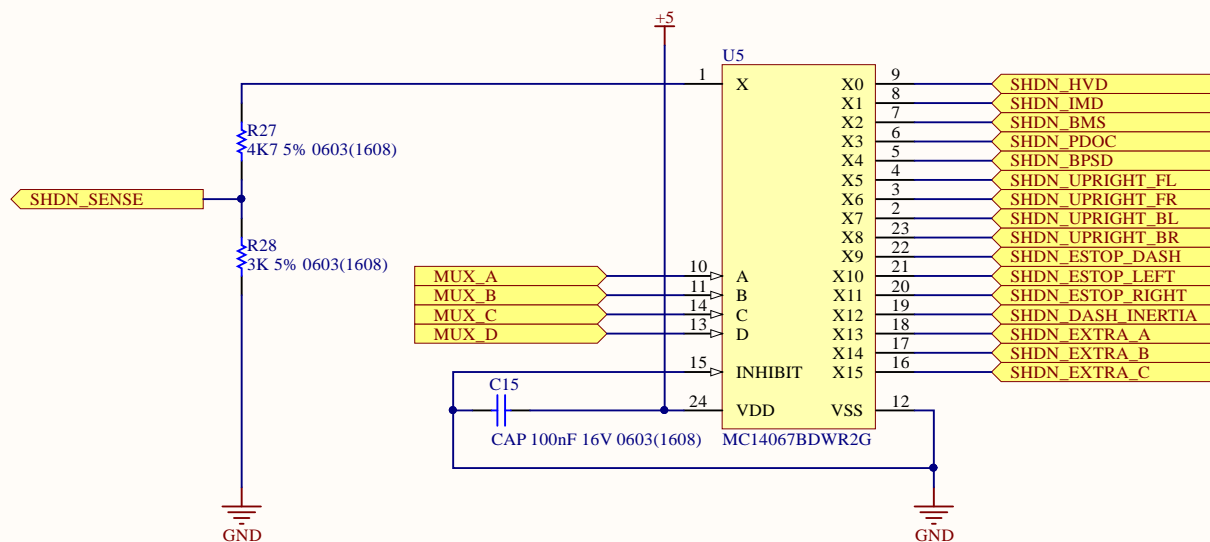 +5
U5
1 X X0 9 SHDN_HVD
X1 8 SHDN_IMD
X2 7 SHDN_BMS
R27 X3 6 SHDN_PDOC
4K7 5% 0603(1608) X4 5 SHDN_BPSD
X5 4 SHDN_UPRIGHT_FL
SHDN_SENSE X6 3 SHDN_UPRIGHT_FR
X7 2 SHDN_UPRIGHT_BL
R28 X8 23 SHDN_UPRIGHT_BR
3K 5% 0603(1608) X9 22 SHDN_ESTOP_DASH
MUX_A 10 A X10 21 SHDN_ESTOP_LEFT
MUX_B 11 B X11 20 SHDN_ESTOP_RIGHT
MUX_C 14 C X12 19 SHDN_DASH_INERTIA
MUX_D 13 D X13 18 SHDN_EXTRA_A
X14 17 SHDN_EXTRA_B
15 INHIBIT X15 16 SHDN_EXTRA_C
C15
24 VDD VSS 12
CAP 100nF 16V 0603(1608) MC14067BDWR2G
GND GND